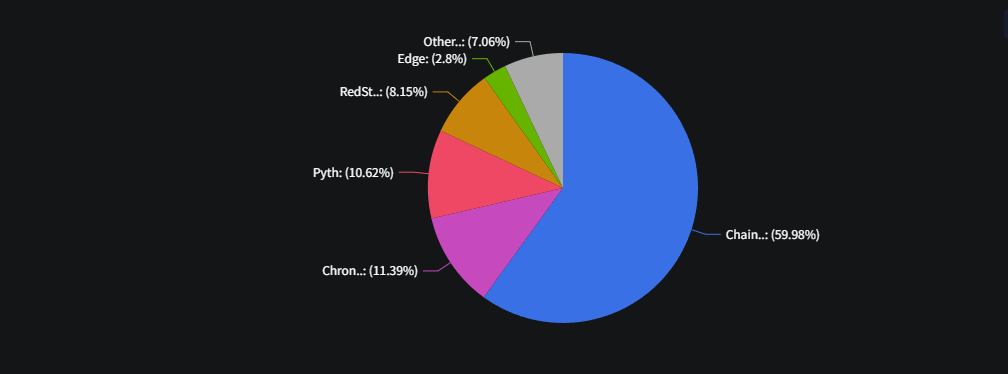 Other..: (7.06%)
Edge: (2.8%)
RedSt..: (8.15%)
Pyth: (10.62%)
Chain..: (59.98%)
Chron..: (11.39%)